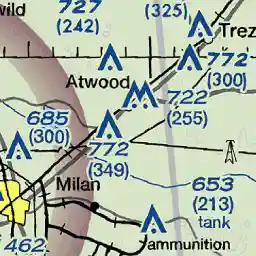 wild
727
(242)
(325)
Trez
Atwood
772
(300)
722
(255)
685
(300)
772
(349)
Milan
653
(213)
tank
ammunition
462